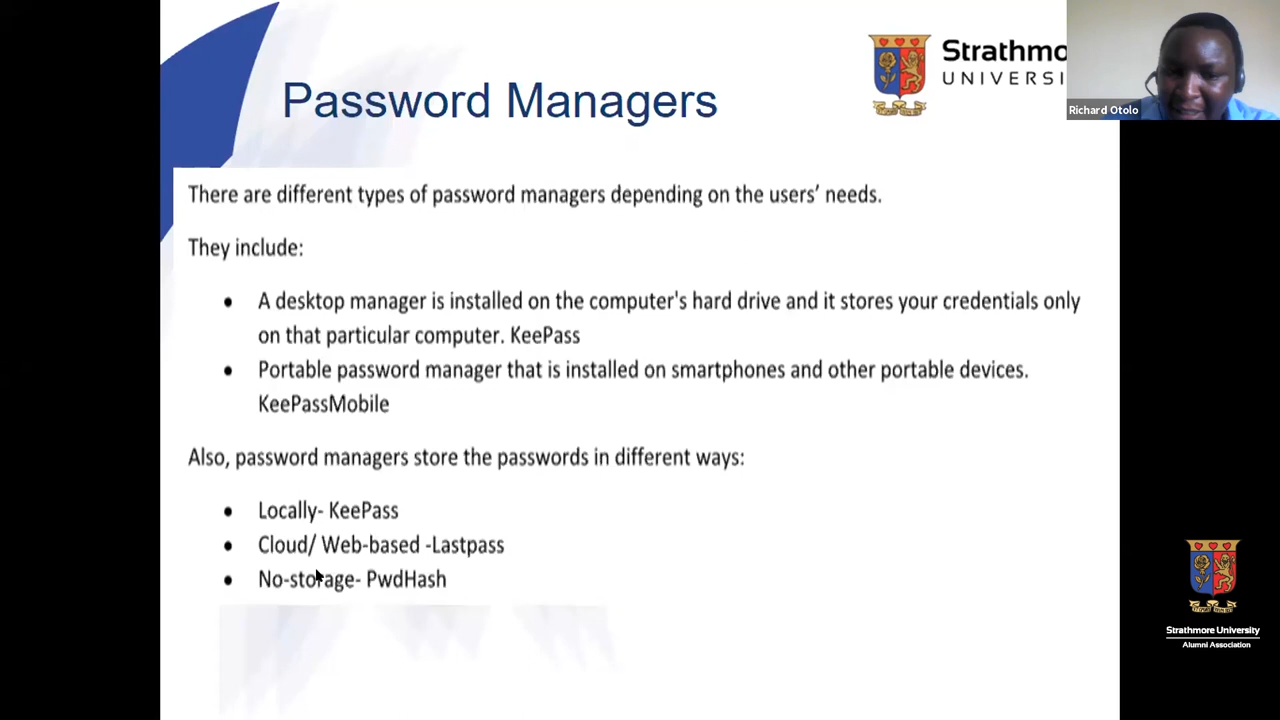 Password Managers
Strathmo
UNIVERSI
Richard Otolo
There are different types of password managers depending on the users’ needs.
They include:
• A desktop manager is installed on the computer's hard drive and it stores your credentials only
on that particular computer. KeePass
• Portable password manager that is installed on smartphones and other portable devices.
KeePassMobile
Also, password managers store the passwords in different ways:
• Locally- KeePass
• Cloud/ Web-based -Lastpass
• No-storage- PwdHash
Strathmore University
Alumni Association